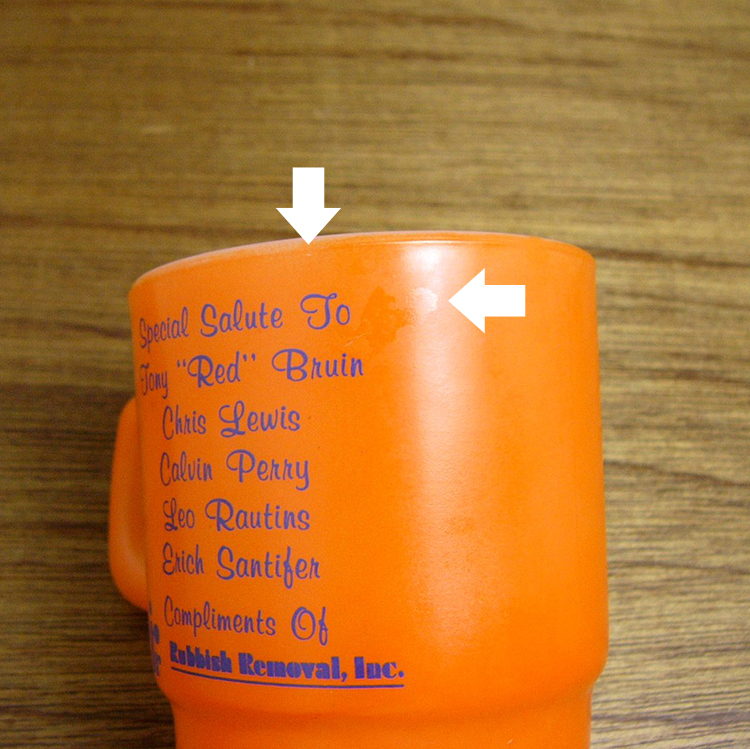 Special Salute To
Tony "Red" Bruin
Chris Lewis
Calvin Perry
Leo Rautins
Erich Santifer
Compliments Of
Rubbish Removal, Inc.